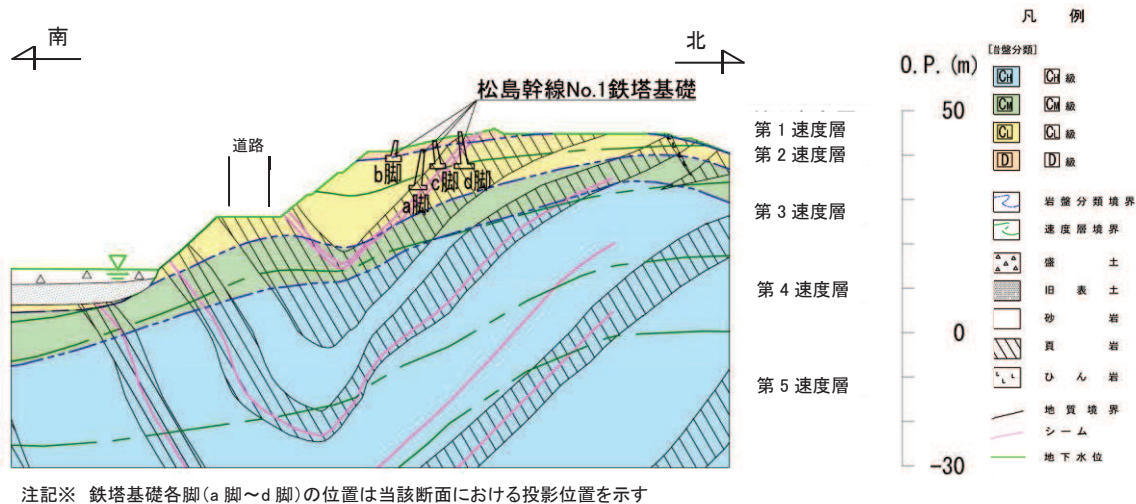 南
北
松島幹線No.1鉄塔基礎
道路
b脚
c脚
d脚
a脚
第1速度層
第2速度層
第3速度層
第4速度層
第5速度層
O.P.(m)
50
0
-30
凡 例
[岩盤分類]
CH CH級
CM CM級
CL CL級
D D級
岩盤分類境界
速度層境界
盛土
旧表土
砂岩
頁岩
ひん岩
地質境界
シーム
地下水位
注記※ 鉄塔基礎各脚(a脚～d脚)の位置は当該断面における投影位置を示す